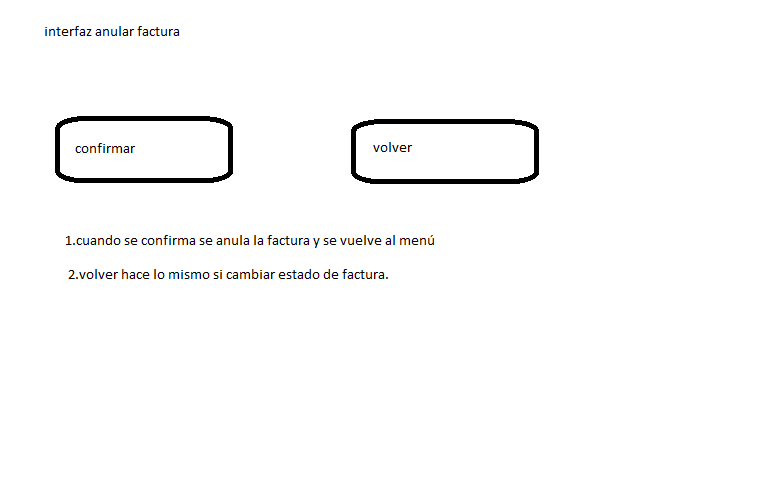 interfaz anular factura
confirmar
volver
1.cuando se confirma se anula la factura y se vuelve al menú
2.volver hace lo mismo si cambiar estado de factura.